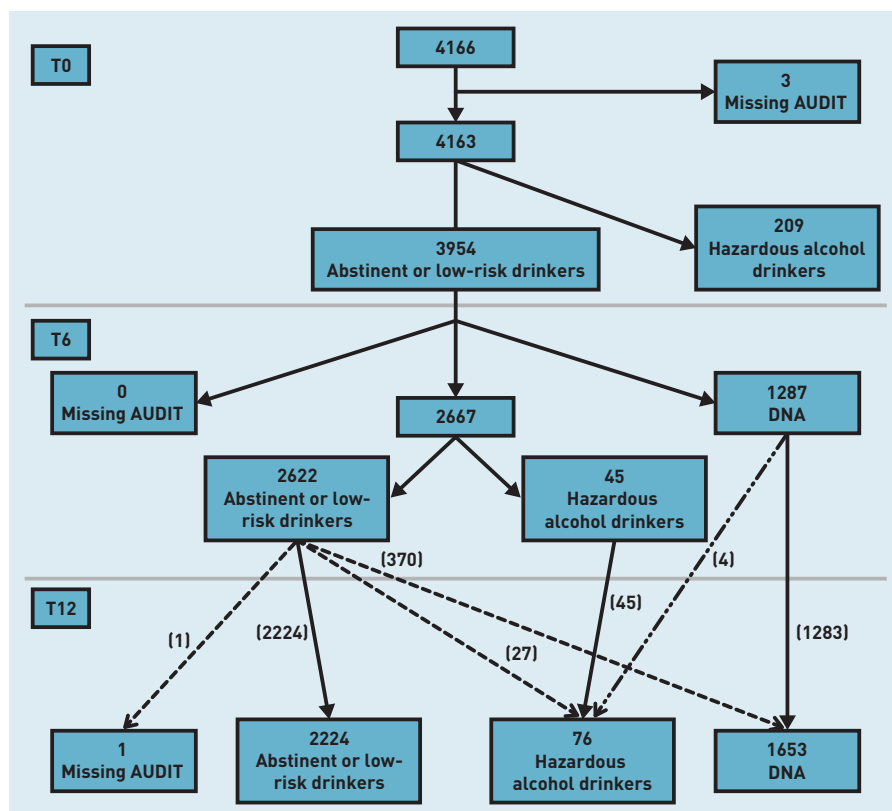 T0
4166
3
Missing AUDIT
4163
3954
Abstinent or low-risk drinkers
209
Hazardous alcohol
drinkers
T6
0
Missing AUDIT
2667
1287
DNA
2622
Abstinent or low-
risk drinkers
45
Hazardous
alcohol drinkers
(370)
(4)
T12
(1)
(2224)
(27)
(45)
(1283)
1
Missing AUDIT
2224
Abstinent or low-
risk drinkers
76
Hazardous
alcohol drinkers
1653
DNA